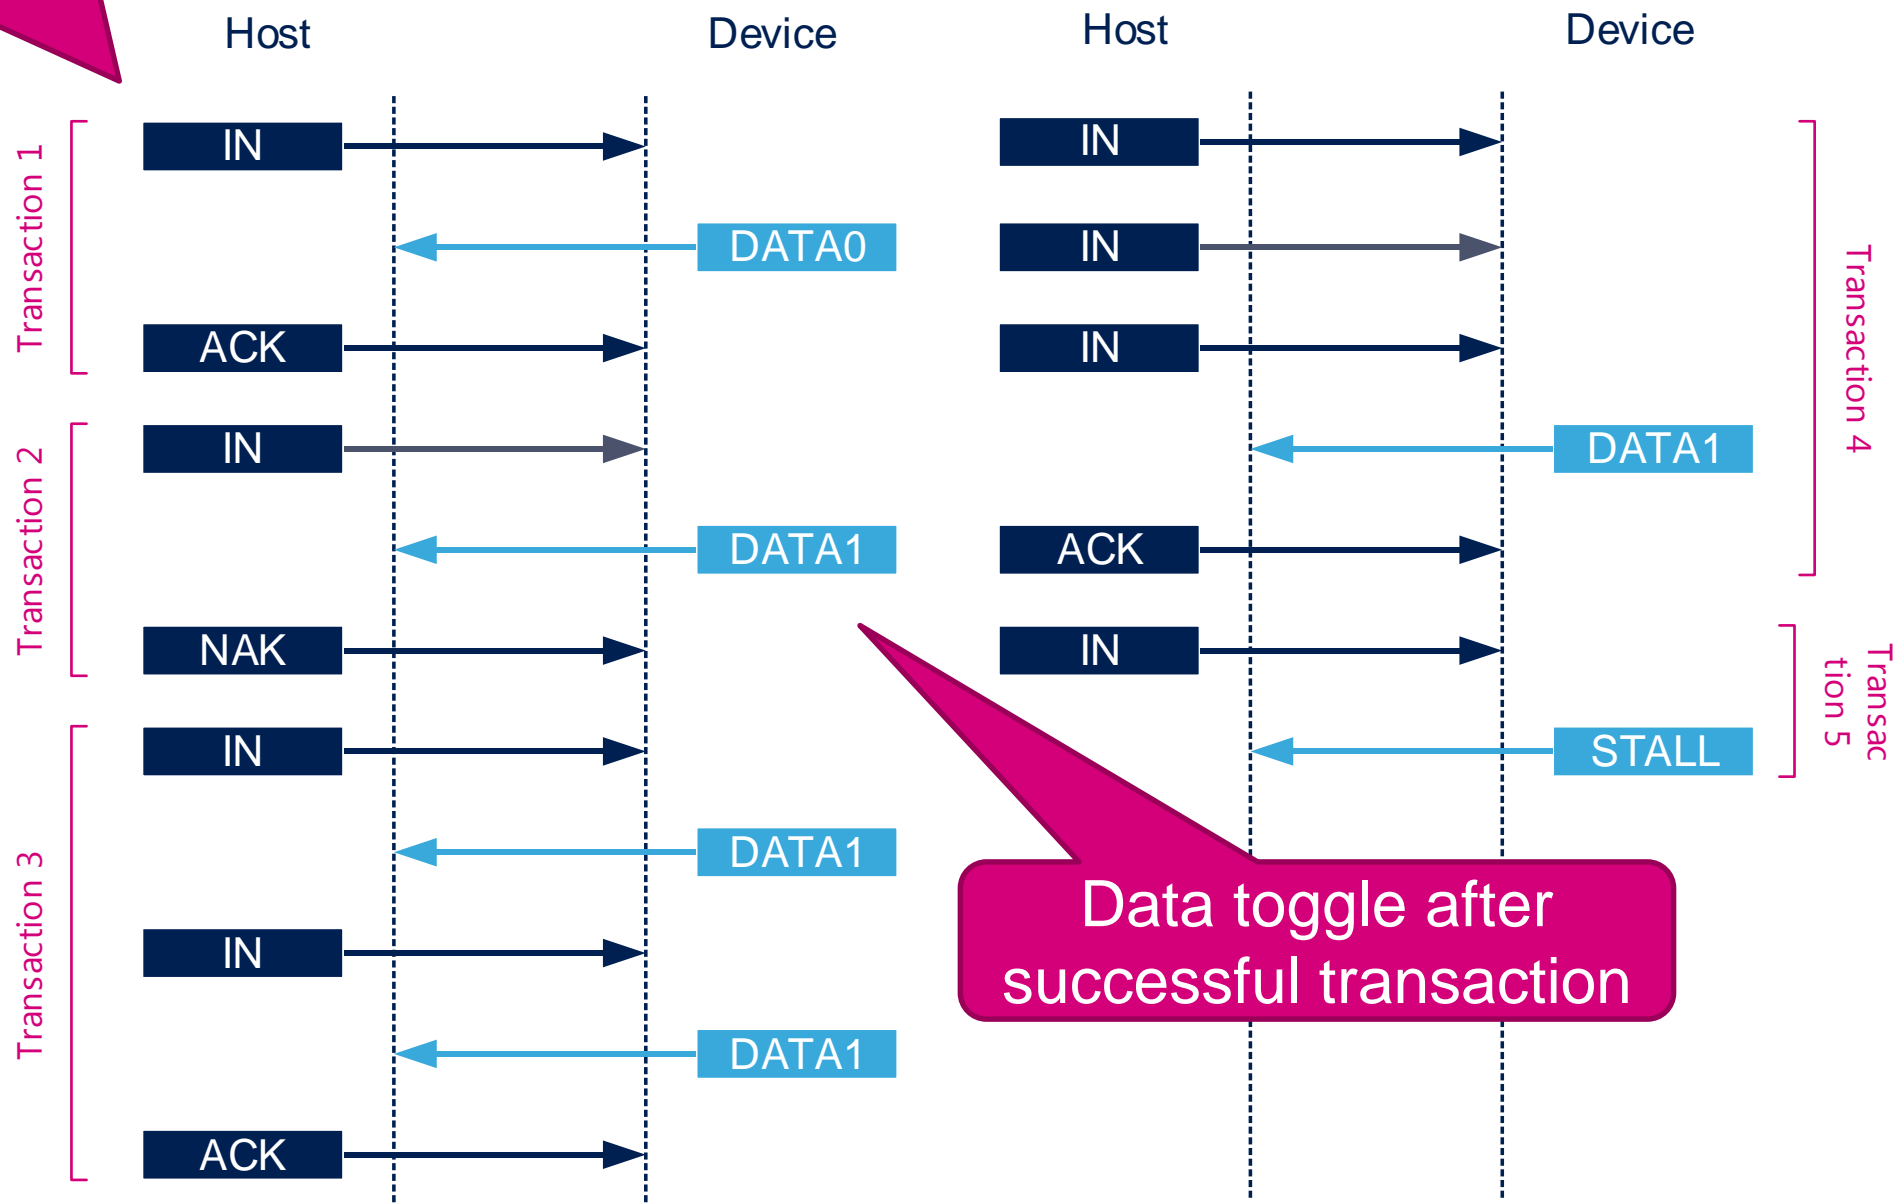 Host
Device
Transaction 1
IN
DATA0
ACK
Transaction 2
IN
DATA1
NAK
Transaction 3
IN
DATA1
IN
DATA1
ACK
Host
Device
IN
IN
IN
DATA1
ACK
Transaction 4
IN
STALL
Transac
tion 5
Data toggle after
successful transaction